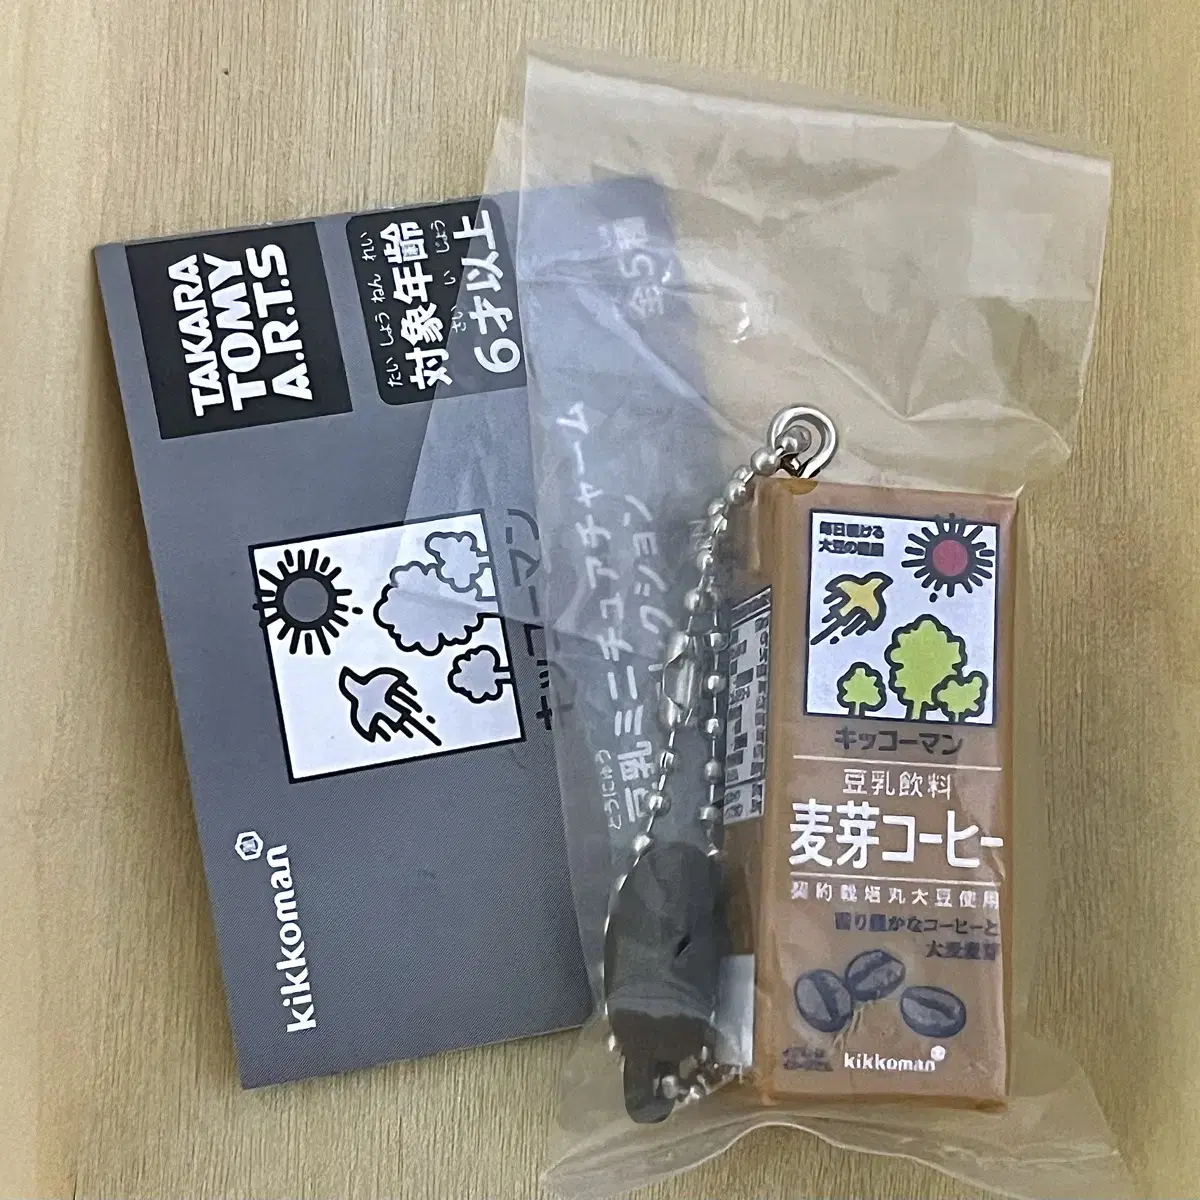 TAKARA
TOMY
A.R.T.S
たいしょうねんれい
対象年齢
さいいじょう
6才以上
キッコーマン
kikkoman
全5種
とうにゅう
豆乳ミニチュアチャーム
クション
毎日続ける
大豆の習慣
キッコーマン
豆乳飲料
麦芽コーヒー
契約栽培丸大豆使用
香り豊かなコーヒーと
大麦麦芽
kikkoman